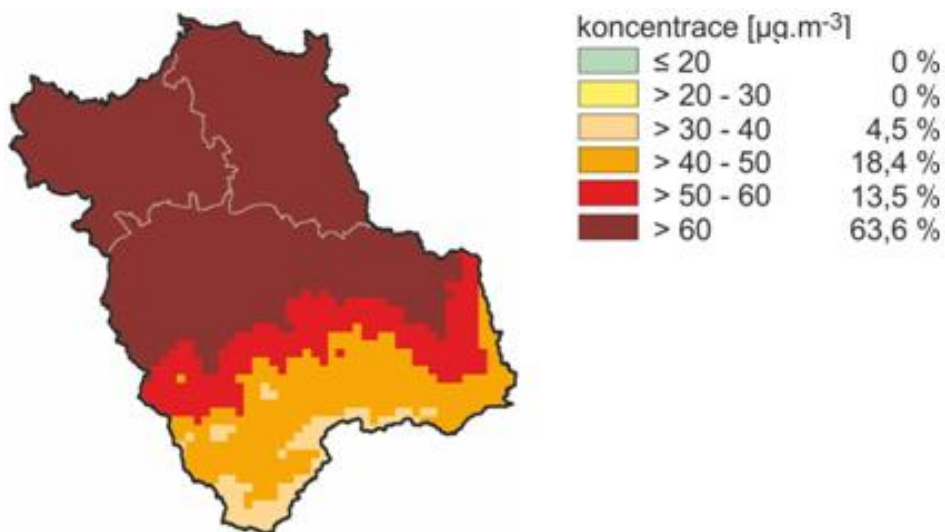 koncentrace [µg.m-3]
≤ 20 0 %
> 20 - 30 0 %
> 30 - 40 4,5 %
> 40 - 50 18,4 %
> 50 - 60 13,5 %
> 60 63,6 %